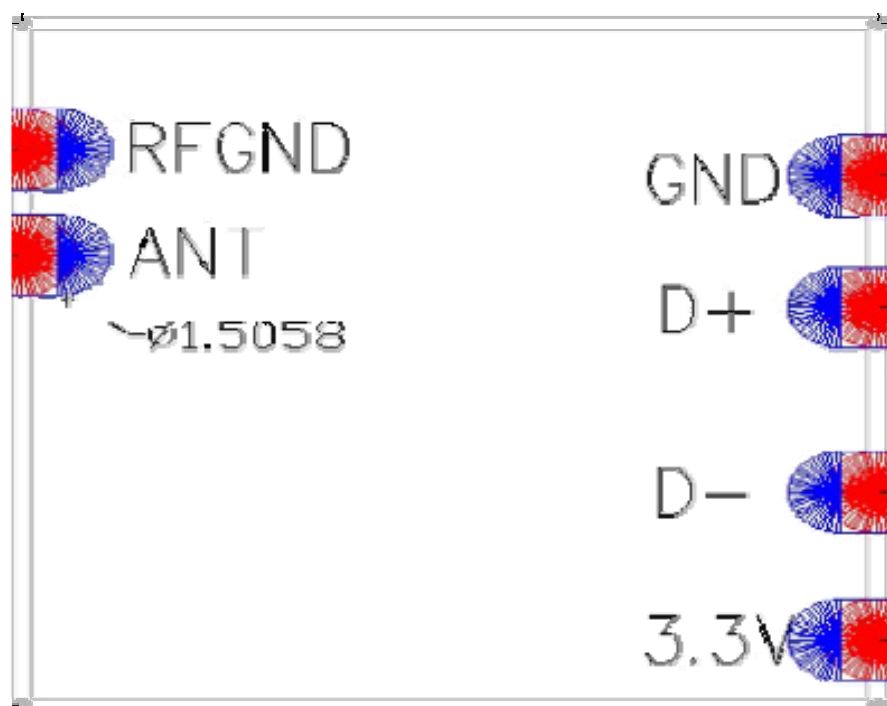 RFGND
ANT
⌀1.5058
GND
D+
D-
3.3V